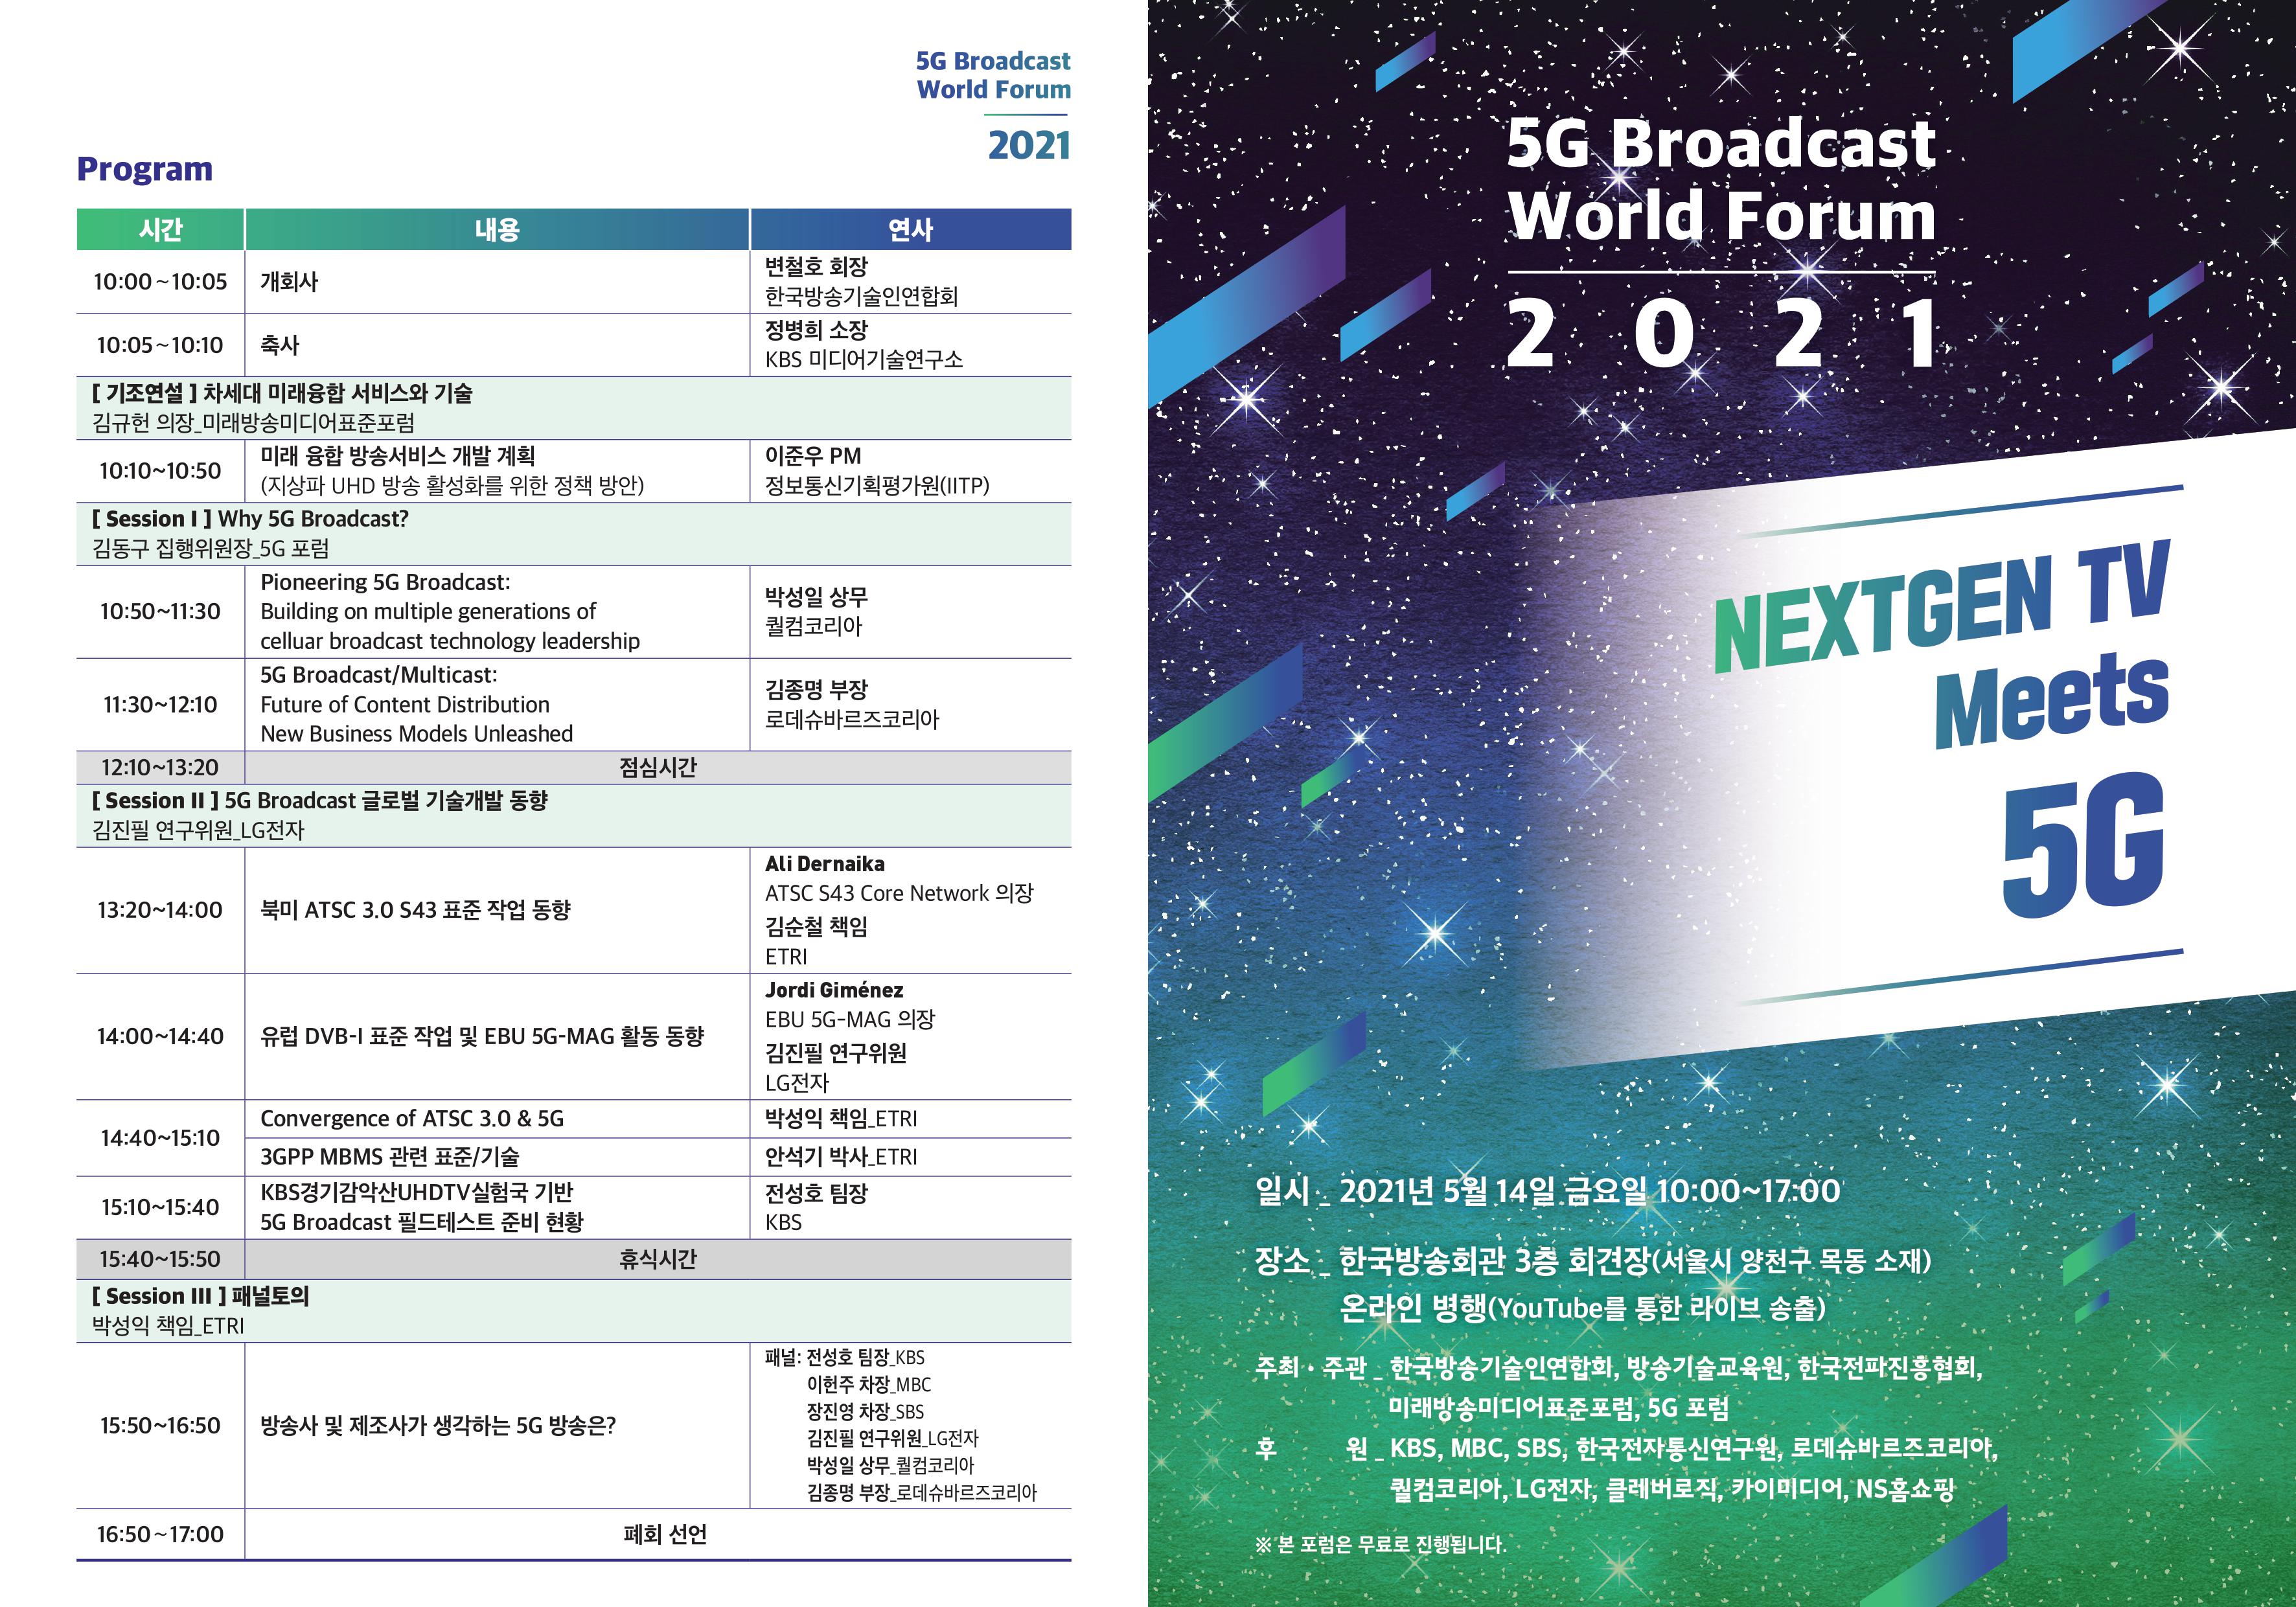 5G Broadcast
World Forum
2021
Program
시간 내용 연사
10:00~10:05 개회사 변철호 회장
한국방송기술인연합회
10:05~10:10 축사 정병희 소장
KBS 미디어기술연구소
[ 기조연설 ] 차세대 미래융합 서비스와 기술
김규헌 의장_미래방송미디어표준포럼
10:10~10:50 미래 융합 방송서비스 개발 계획 이준우 PM
(지상파 UHD 방송 활성화를 위한 정책 방안) 정보통신기획평가원(IITP)
[ Session I ] Why 5G Broadcast?
김동구 집행위원장_5G 포럼
Pioneering 5G Broadcast:
10:50~11:30 Building on multiple generations of 박성일 상무
celluar broadcast technology leadership 퀄컴코리아
5G Broadcast/Multicast:
11:30~12:10 Future of Content Distribution 김종명 부장
New Business Models Unleashed 로데슈바르즈코리아
12:10~13:20 점심시간
[ Session II ] 5G Broadcast 글로벌 기술개발 동향
김진필 연구위원_LG전자
13:20~14:00 북미 ATSC 3.0 S43 표준 작업 동향 Ali Dernaika
ATSC S43 Core Network 의장
김순철 책임
ETRI
14:00~14:40 유럽 DVB-I 표준 작업 및 EBU 5G-MAG 활동 동향 Jordi Giménez
EBU 5G-MAG 의장
김진필 연구위원
LG전자
14:40~15:10 Convergence of ATSC 3.0 & 5G 박성익 책임_ETRI
3GPP MBMS 관련 표준/기술 안석기 박사_ETRI
15:10~15:40 KBS경기감악산UHDTV실험국 기반 전성호 팀장
5G Broadcast 필드테스트 준비 현황 KBS
15:40~15:50 휴식시간
[ Session III ] 패널토의
박성익 책임_ETRI
15:50~16:50 방송사 및 제조사가 생각하는 5G 방송은? 패널: 전성호 팀장_KBS
이헌주 차장_MBC
장진영 차장_SBS
김진필 연구위원_LG전자
박성일 상무_퀄컴코리아
김종명 부장_로데슈바르즈코리아
16:50~17:00 폐회 선언
5G Broadcast
World Forum
2021
NEXTGEN TV
Meets
5G
일시 _ 2021년 5월 14일 금요일 10:00~17:00
장소 _ 한국방송회관 3층 회견장(서울시 양천구 목동 소재)
온라인 병행(YouTube를 통한 라이브 송출)
주최 · 주관 _ 한국방송기술인연합회, 방송기술교육원, 한국전파진흥협회,
미래방송미디어표준포럼, 5G 포럼
후 원 _ KBS, MBC, SBS, 한국전자통신연구원, 로데슈바르즈코리아,
퀄컴코리아, LG전자, 클레버로직, 카이미디어, NS홈쇼핑
※ 본 포럼은 무료로 진행됩니다.